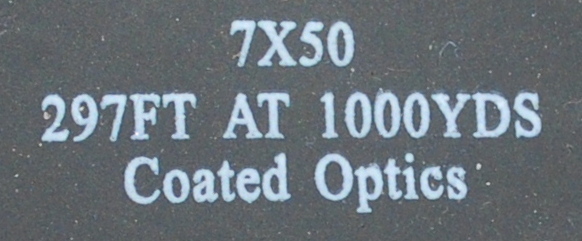 7X50
297FT AT 1000YDS
Coated Optics